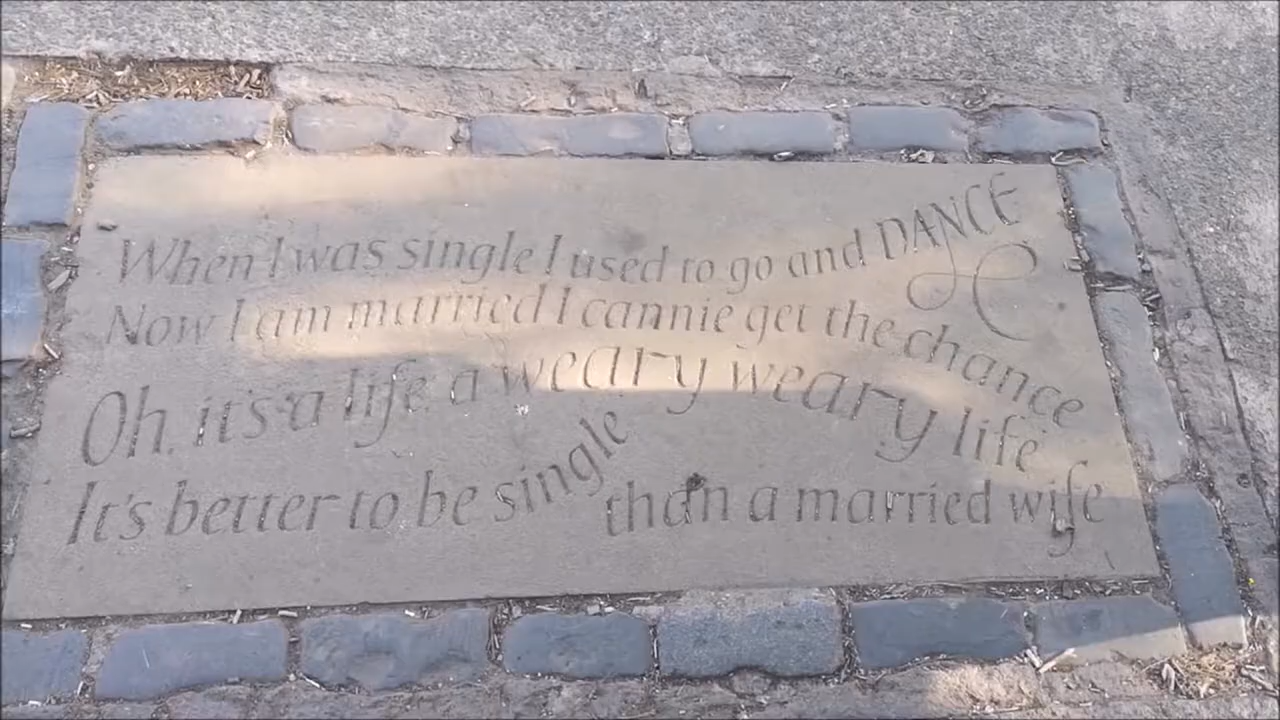 When I was single I used to go and DANCE
Now I am married I cannie get the chance
Oh, it's a life a weary weary life
It's better to be single than a married wife